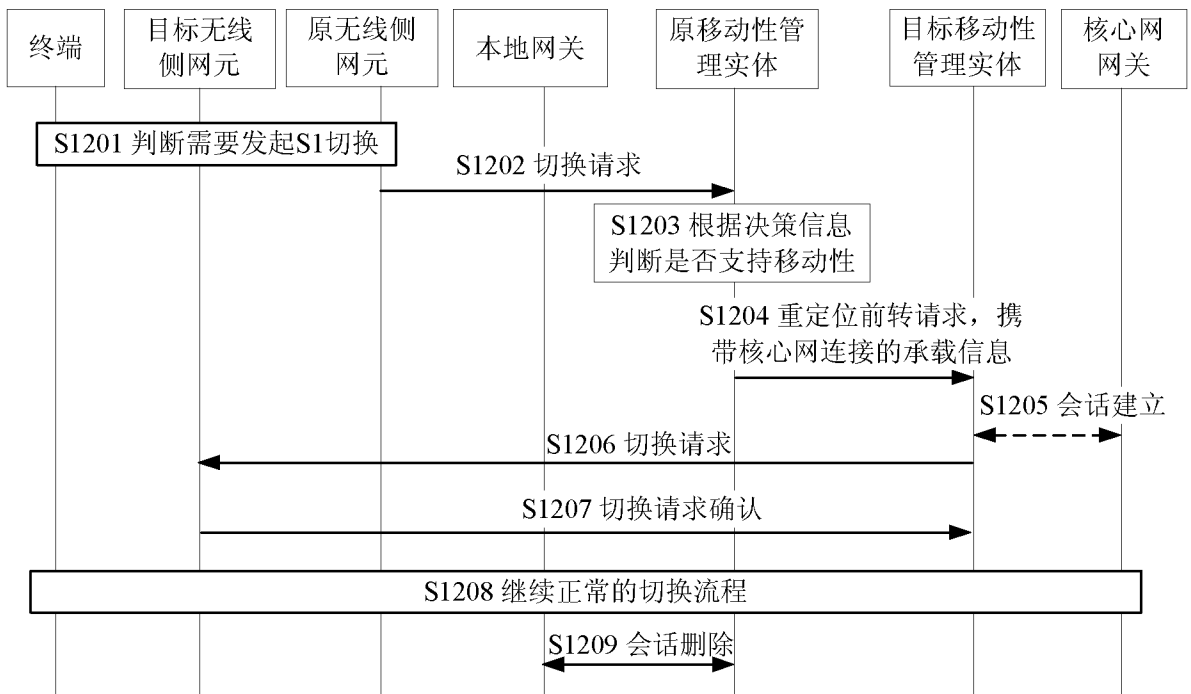 终端
目标无线
侧网元
原无线侧
网元
本地网关
原移动性管
理实体
目标移动性
管理实体
核心网
网关
S1201 判断需要发起S1切换
S1202 切换请求
S1203 根据决策信息
判断是否支持移动性
S1204 重定位前转请求，携
带核心网连接的承载信息
S1205 会话建立
S1206 切换请求
S1207 切换请求确认
S1208 继续正常的切换流程
S1209 会话删除